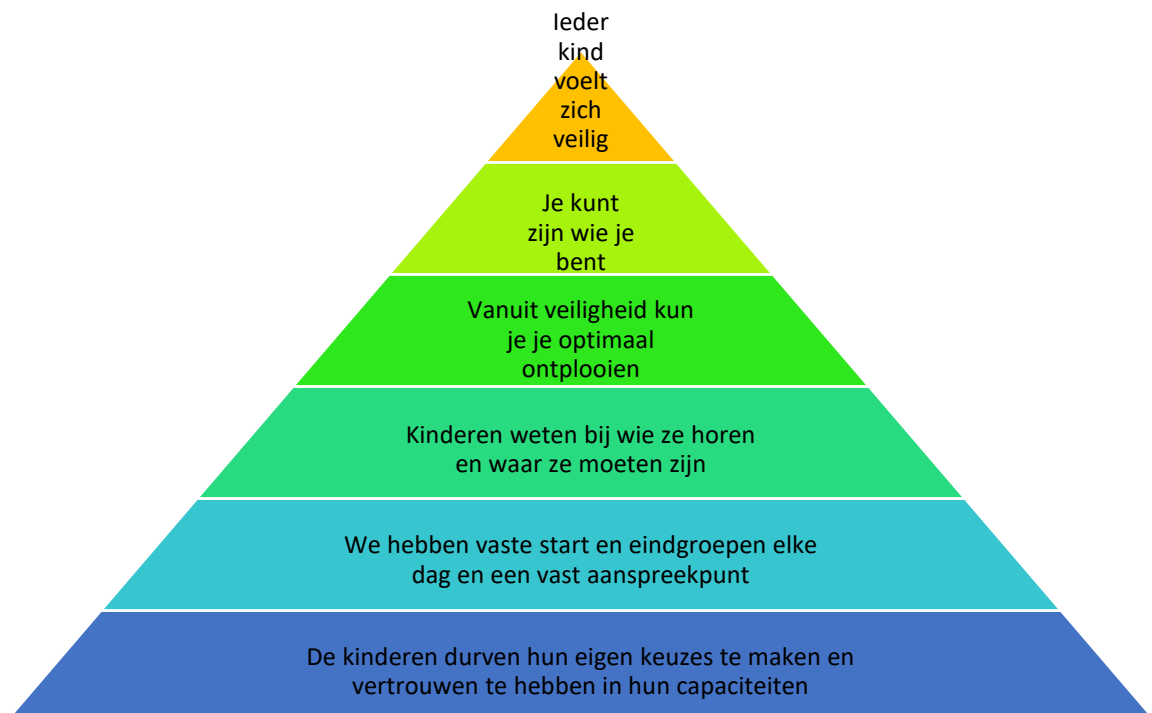 Ieder
kind
voelt
zich
veilig
Je kunt
zijn wie je
bent
Vanuit veiligheid kun
je je optimaal
ontplooien
Kinderen weten bij wie ze horen
en waar ze moeten zijn
We hebben vaste start en eindgroepen elke
dag en een vast aanspreekpunt
De kinderen durven hun eigen keuzes te maken en
vertrouwen te hebben in hun capaciteiten